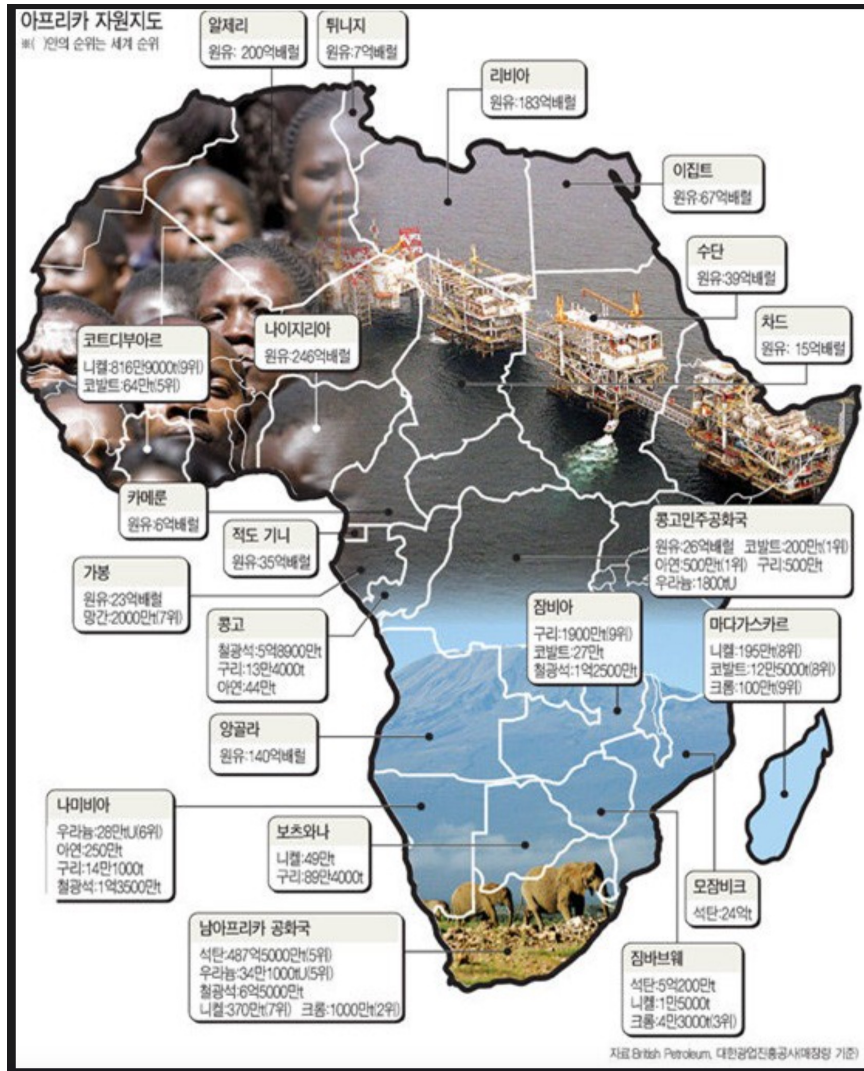 아프리카 자원지도
※( )안의 순위는 세계 순위
알제리
원유: 200억배럴
튀니지
원유:7억배럴
리비아
원유:183억배럴
이집트
원유:67억배럴
수단
원유:39억배럴
차드
원유: 15억배럴
코트디부아르
니켈:816만9000t(9위)
코발트:64만t(5위)
나이지리아
원유:246억배럴
카메룬
원유:6억배럴
적도 기니
원유:35억배럴
콩고민주공화국
원유:26억배럴 코발트:200만t(1위)
아연:500만t(1위) 구리:500만t
우라늄:1800tU
가봉
원유:23억배럴
망간:2000만t(7위)
콩고
철광석:5억8900만t
구리:13만4000t
아연:44만t
잠비아
구리:1900만t(9위)
코발트:27만t
철광석:1억2500만t
마다가스카르
니켈:195만t(8위)
코발트:12만5000t(8위)
크롬:100만t(9위)
앙골라
원유:140억배럴
나미비아
우라늄:28만tU(6위)
아연:250만t
구리:14만1000t
철광석:1억3500만t
보츠와나
니켈:49만t
구리:89만4000t
모잠비크
석탄:24억t
남아프리카 공화국
석탄:487억5000만t(5위)
우라늄:34만1000tU(5위)
철광석:6억5000만t
니켈:370만t(7위) 크롬:1000만t(2위)
짐바브웨
석탄:5억200만t
니켈:1만5000t
크롬:4만3000t(3위)
자료:British Petroleum, 대한광업진흥공사(매장량 기준)